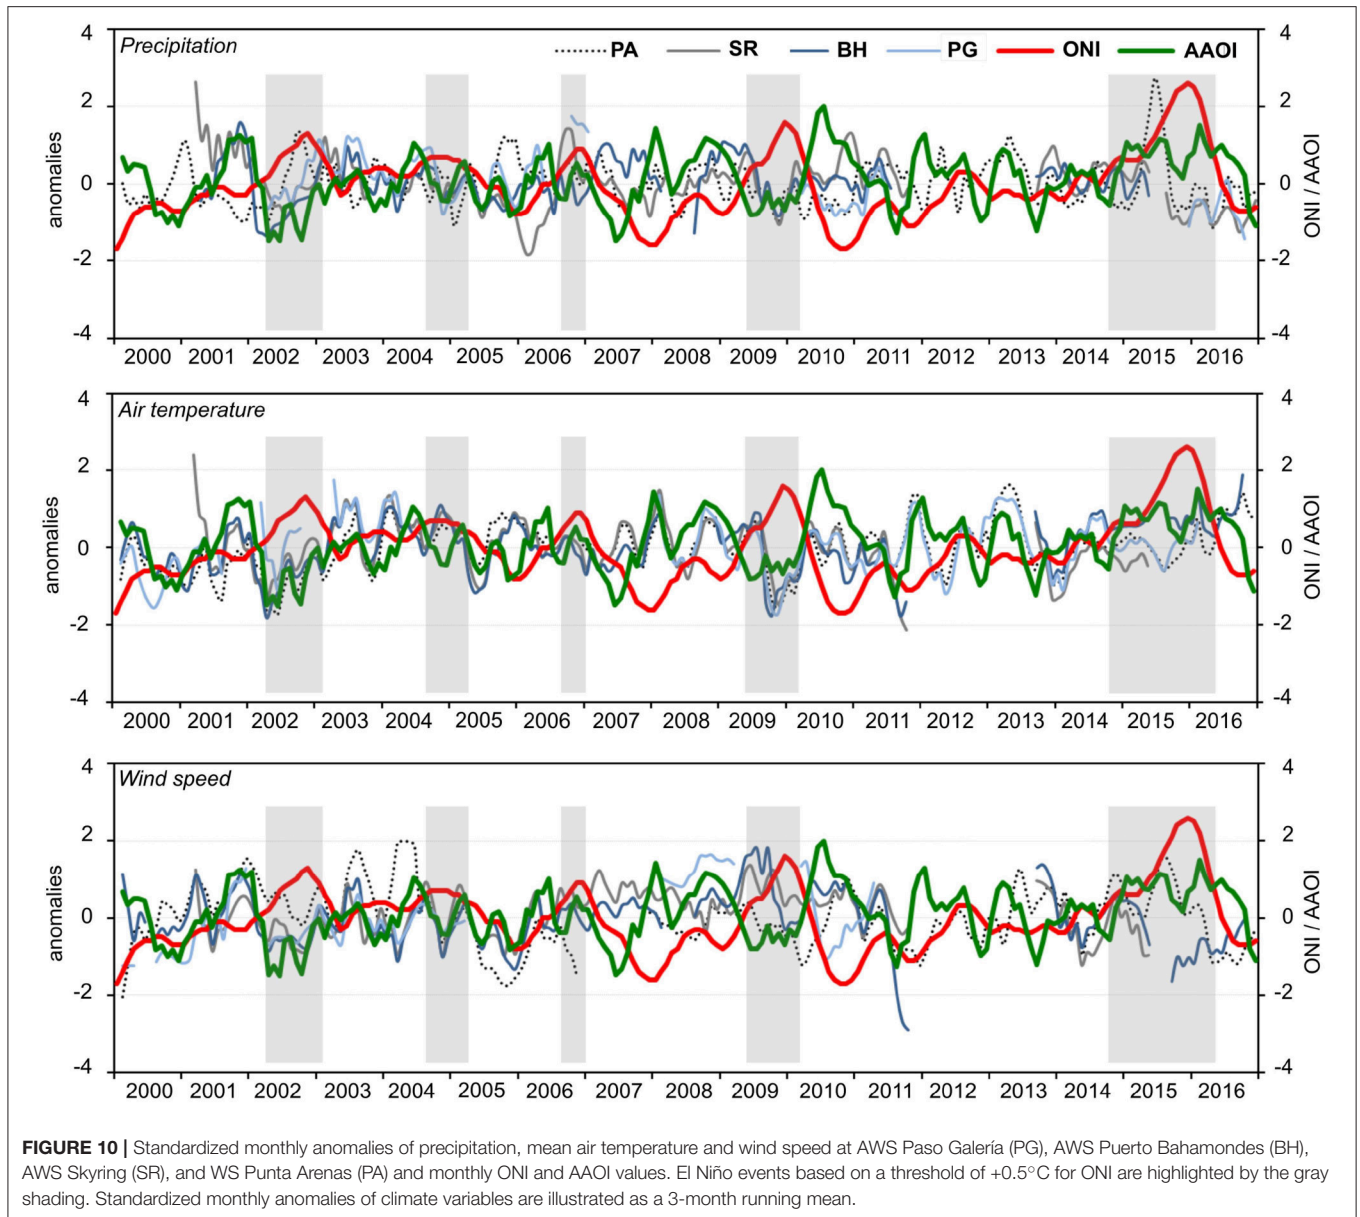 Precipitation
PA SR BH PG ONI AAOI
anomalies
ONI / AAOI
4 2 0 -2 -4
4 2 0 -2 -4
2000 2001 2002 2003 2004 2005 2006 2007 2008 2009 2010 2011 2012 2013 2014 2015 2016
Air temperature
anomalies
ONI / AAOI
4 2 0 -2 -4
4 2 0 -2 -4
2000 2001 2002 2003 2004 2005 2006 2007 2008 2009 2010 2011 2012 2013 2014 2015 2016
Wind speed
anomalies
ONI / AAOI
4 2 0 -2 -4
4 2 0 -2 -4
2000 2001 2002 2003 2004 2005 2006 2007 2008 2009 2010 2011 2012 2013 2014 2015 2016
FIGURE 10 | Standardized monthly anomalies of precipitation, mean air temperature and wind speed at AWS Paso Galería (PG), AWS Puerto Bahamondes (BH),
AWS Skyring (SR), and WS Punta Arenas (PA) and monthly ONI and AAOI values. El Niño events based on a threshold of +0.5°C for ONI are highlighted by the gray
shading. Standardized monthly anomalies of climate variables are illustrated as a 3-month running mean.